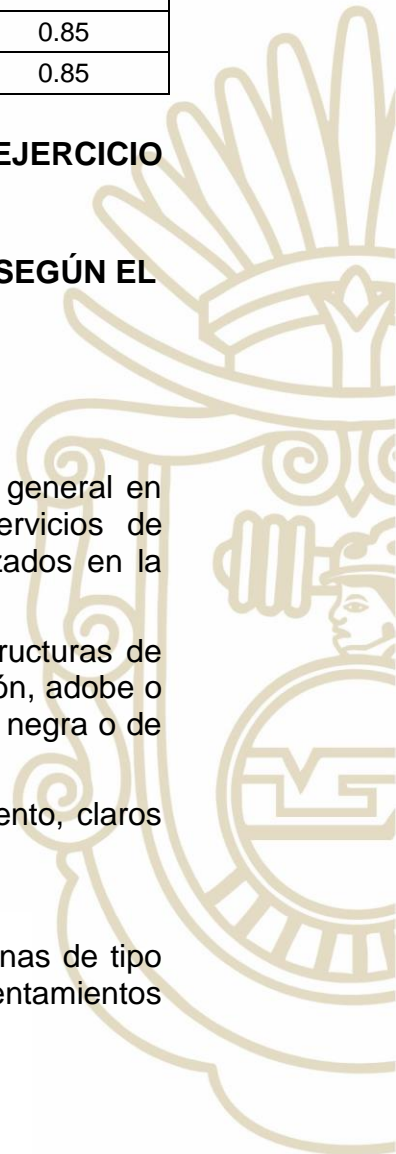 0.85
0.85
EJERCICIO
SEGÚN EL
general en
ervicios de
zados en la
ructuras de
ón, adobe o
negra o de
ento, claros
nas de tipo
entamientos